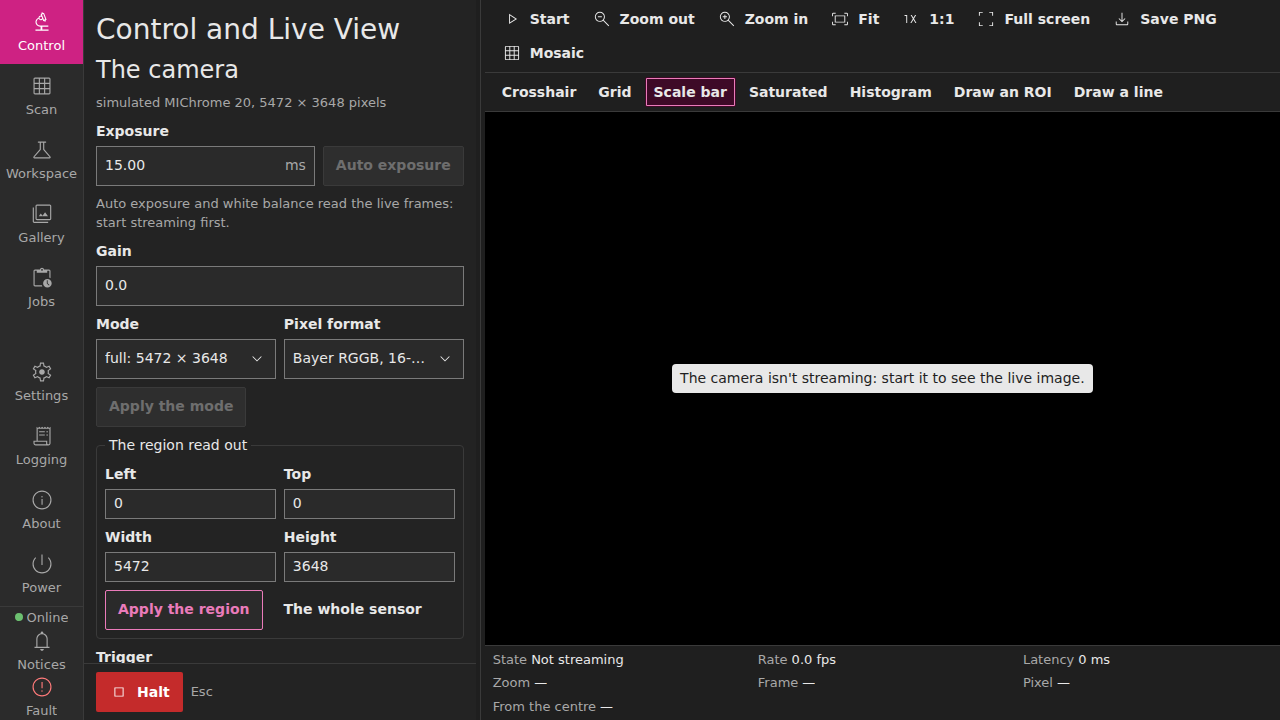 Control
Scan
Workspace
Gallery
Jobs
Settings
Logging
About
Power
Online
Notices
Fault
Control and Live View
The camera
simulated MIChrome 20, 5472 × 3648 pixels
Exposure
15.00 ms
Auto exposure
Auto exposure and white balance read the live frames:
start streaming first.
Gain
0.0
Mode Pixel format
full: 5472 × 3648 Bayer RGGB, 16-...
Apply the mode
The region read out
Left Top
0 0
Width Height
5472 3648
Apply the region The whole sensor
Trigger
Halt Esc
Start Zoom out Zoom in Fit 1X 1:1 Full screen Save PNG
Mosaic
Crosshair Grid Scale bar Saturated Histogram Draw an ROI Draw a line
The camera isn't streaming: start it to see the live image.
State Not streaming Rate 0.0 fps Latency 0 ms
Zoom — Frame — Pixel —
From the centre —